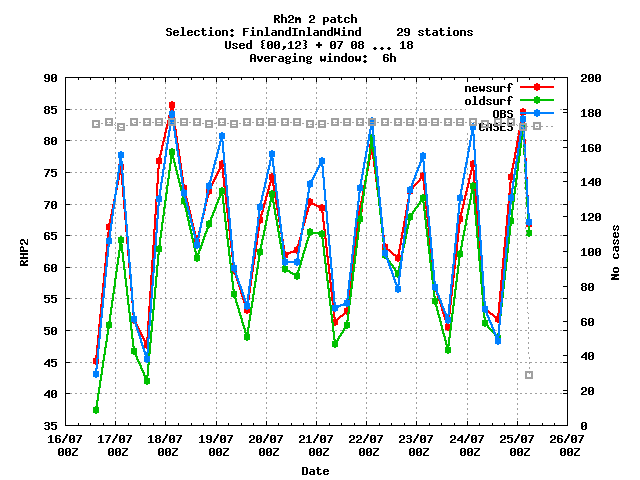 Rh2m 2 patch
Selection: FinlandInlandWind     29 stations
Used {00,12} + 07 08 ... 18
Averaging window:  6h
newsurf
oldsurf
OBS
CASES
90
85
80
75
70
65
60
55
50
45
40
35
RHP2
200
180
160
140
120
100
80
60
40
20
0
No cases
16/07 17/07 18/07 19/07 20/07 21/07 22/07 23/07 24/07 25/07 26/07
00Z 00Z 00Z 00Z 00Z 00Z 00Z 00Z 00Z 00Z 00Z
Date